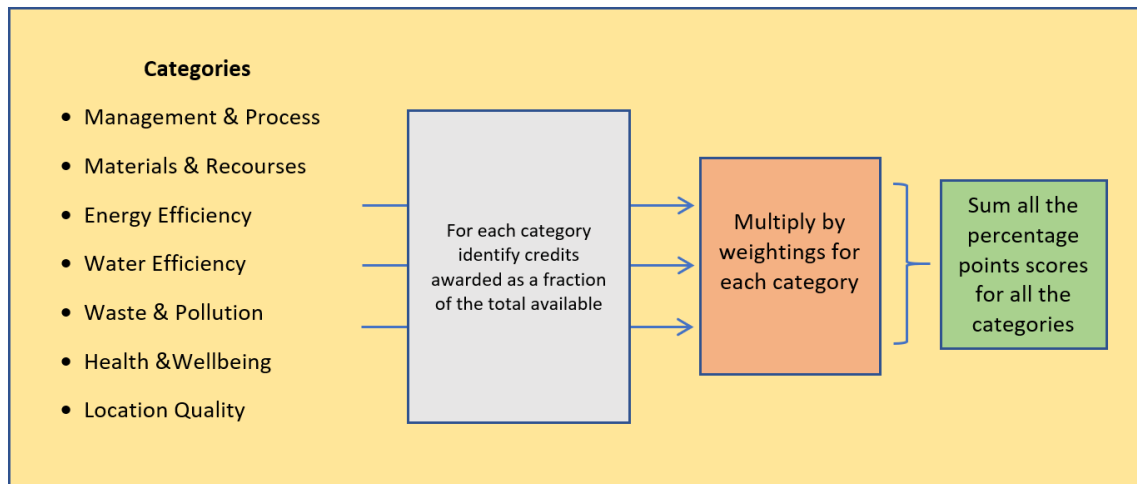 Categories
• Management & Process
• Materials & Recourses
• Energy Efficiency
• Water Efficiency
• Waste & Pollution
• Health &Wellbeing
• Location Quality
For each category
identify credits
awarded as a fraction
of the total available
Multiply by
weightings for
each category
Sum all the
percentage
points scores
for all the
categories